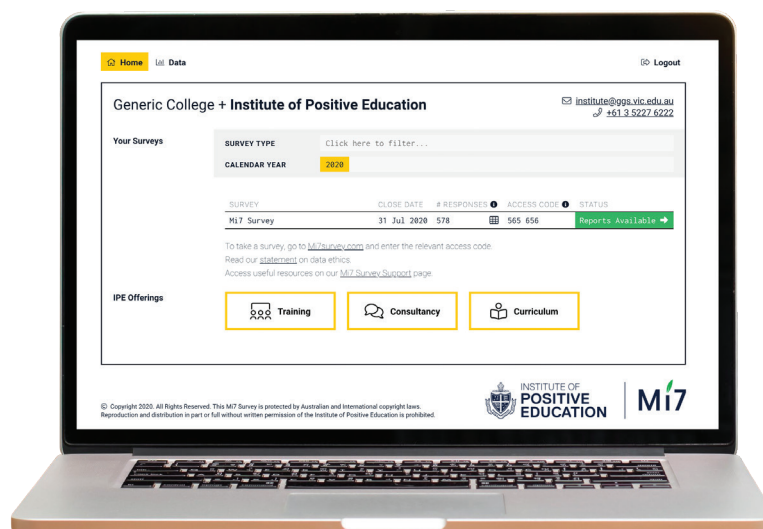 Home Data Logout
Generic College + Institute of Positive Education
institute@ggs.vic.edu.au
+61 3 5227 6222
Your Surveys
SURVEY TYPE Click here to filter...
CALENDAR YEAR 2020
SURVEY CLOSE DATE # RESPONSES ACCESS CODE STATUS
Mi7 Survey 31 Jul 2020 578 565 656 Reports Available →
To take a survey, go to Mi7survey.com and enter the relevant access code.
Read our statement on data ethics.
Access useful resources on our Mi7 Survey Support page.
IPE Offerings
Training Consultancy Curriculum
© Copyright 2020. All Rights Reserved. This Mi7 Survey is protected by Australian and International copyright laws.
Reproduction and distribution in part or full without written permission of the Institute of Positive Education is prohibited.
INSTITUTE OF
POSITIVE
EDUCATION
Mi7